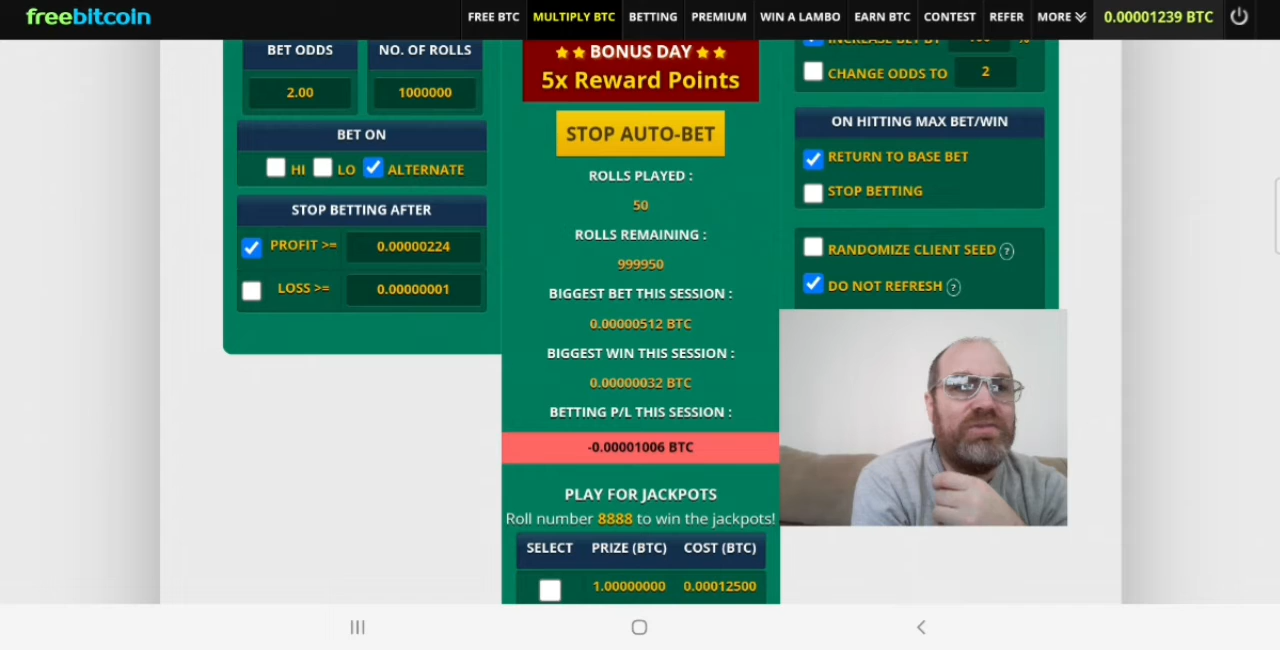 freebitcoin
FREE BTC MULTIPLY BTC BETTING PREMIUM WIN A LAMBO EARN BTC CONTEST REFER MORE 0.00001239 BTC
BET ODDS
NO. OF ROLLS
2.00
1000000
BET ON
HI LO ALTERNATE
STOP BETTING AFTER
PROFIT >= 0.00000224
LOSS >= 0.00000001
BONUS DAY
5x Reward Points
STOP AUTO-BET
ROLLS PLAYED :
50
ROLLS REMAINING :
999950
BIGGEST BET THIS SESSION :
0.00000512 BTC
BIGGEST WIN THIS SESSION :
0.00000032 BTC
BETTING P/L THIS SESSION :
-0.00001006 BTC
PLAY FOR JACKPOTS
Roll number 8888 to win the jackpots!
SELECT PRIZE (BTC) COST (BTC)
1.00000000 0.00012500
INCREASE BET BY %
CHANGE ODDS TO 2
ON HITTING MAX BET/WIN
RETURN TO BASE BET
STOP BETTING
RANDOMIZE CLIENT SEED ?
DO NOT REFRESH ?